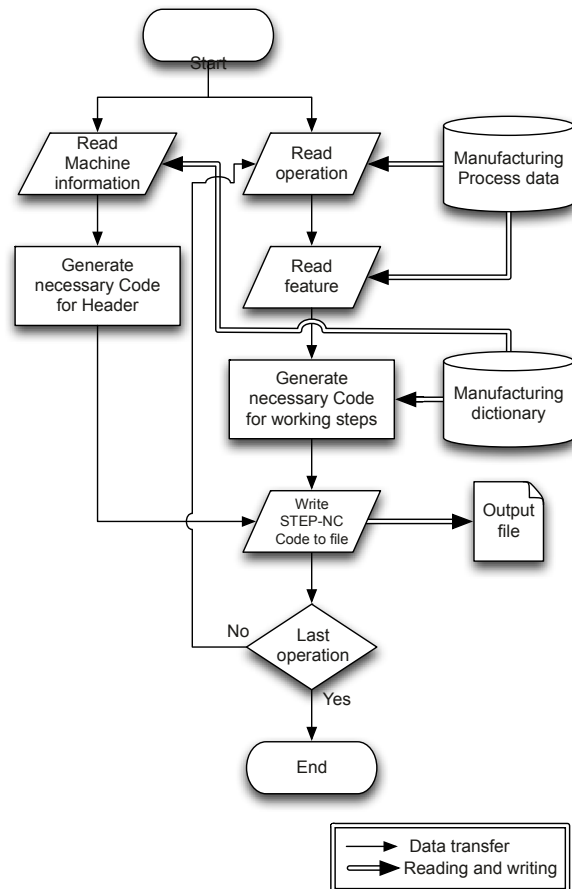 Start
Read
Machine
information
Read
operation
Manufacturing
Process data
Generate
necessary Code
for Header
Read
feature
Generate
necessary Code
for working steps
Manufacturing
dictionary
Write
STEP-NC
Code to file
Output
file
No
Last
operation
Yes
End
Data transfer
Reading and writing